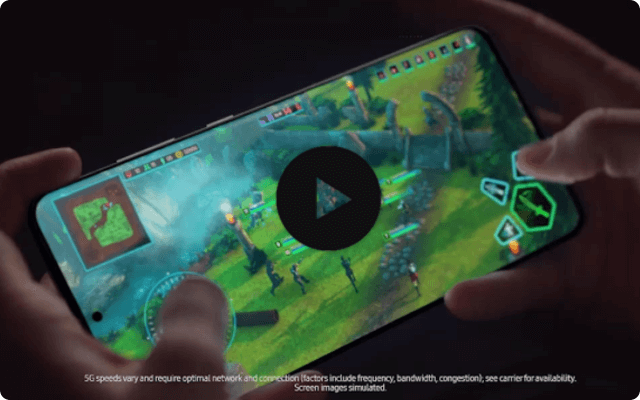 5G speeds vary and require optimal network and connection (factors include frequency, bandwidth, congestion); see carrier for availability.
Screen images simulated.